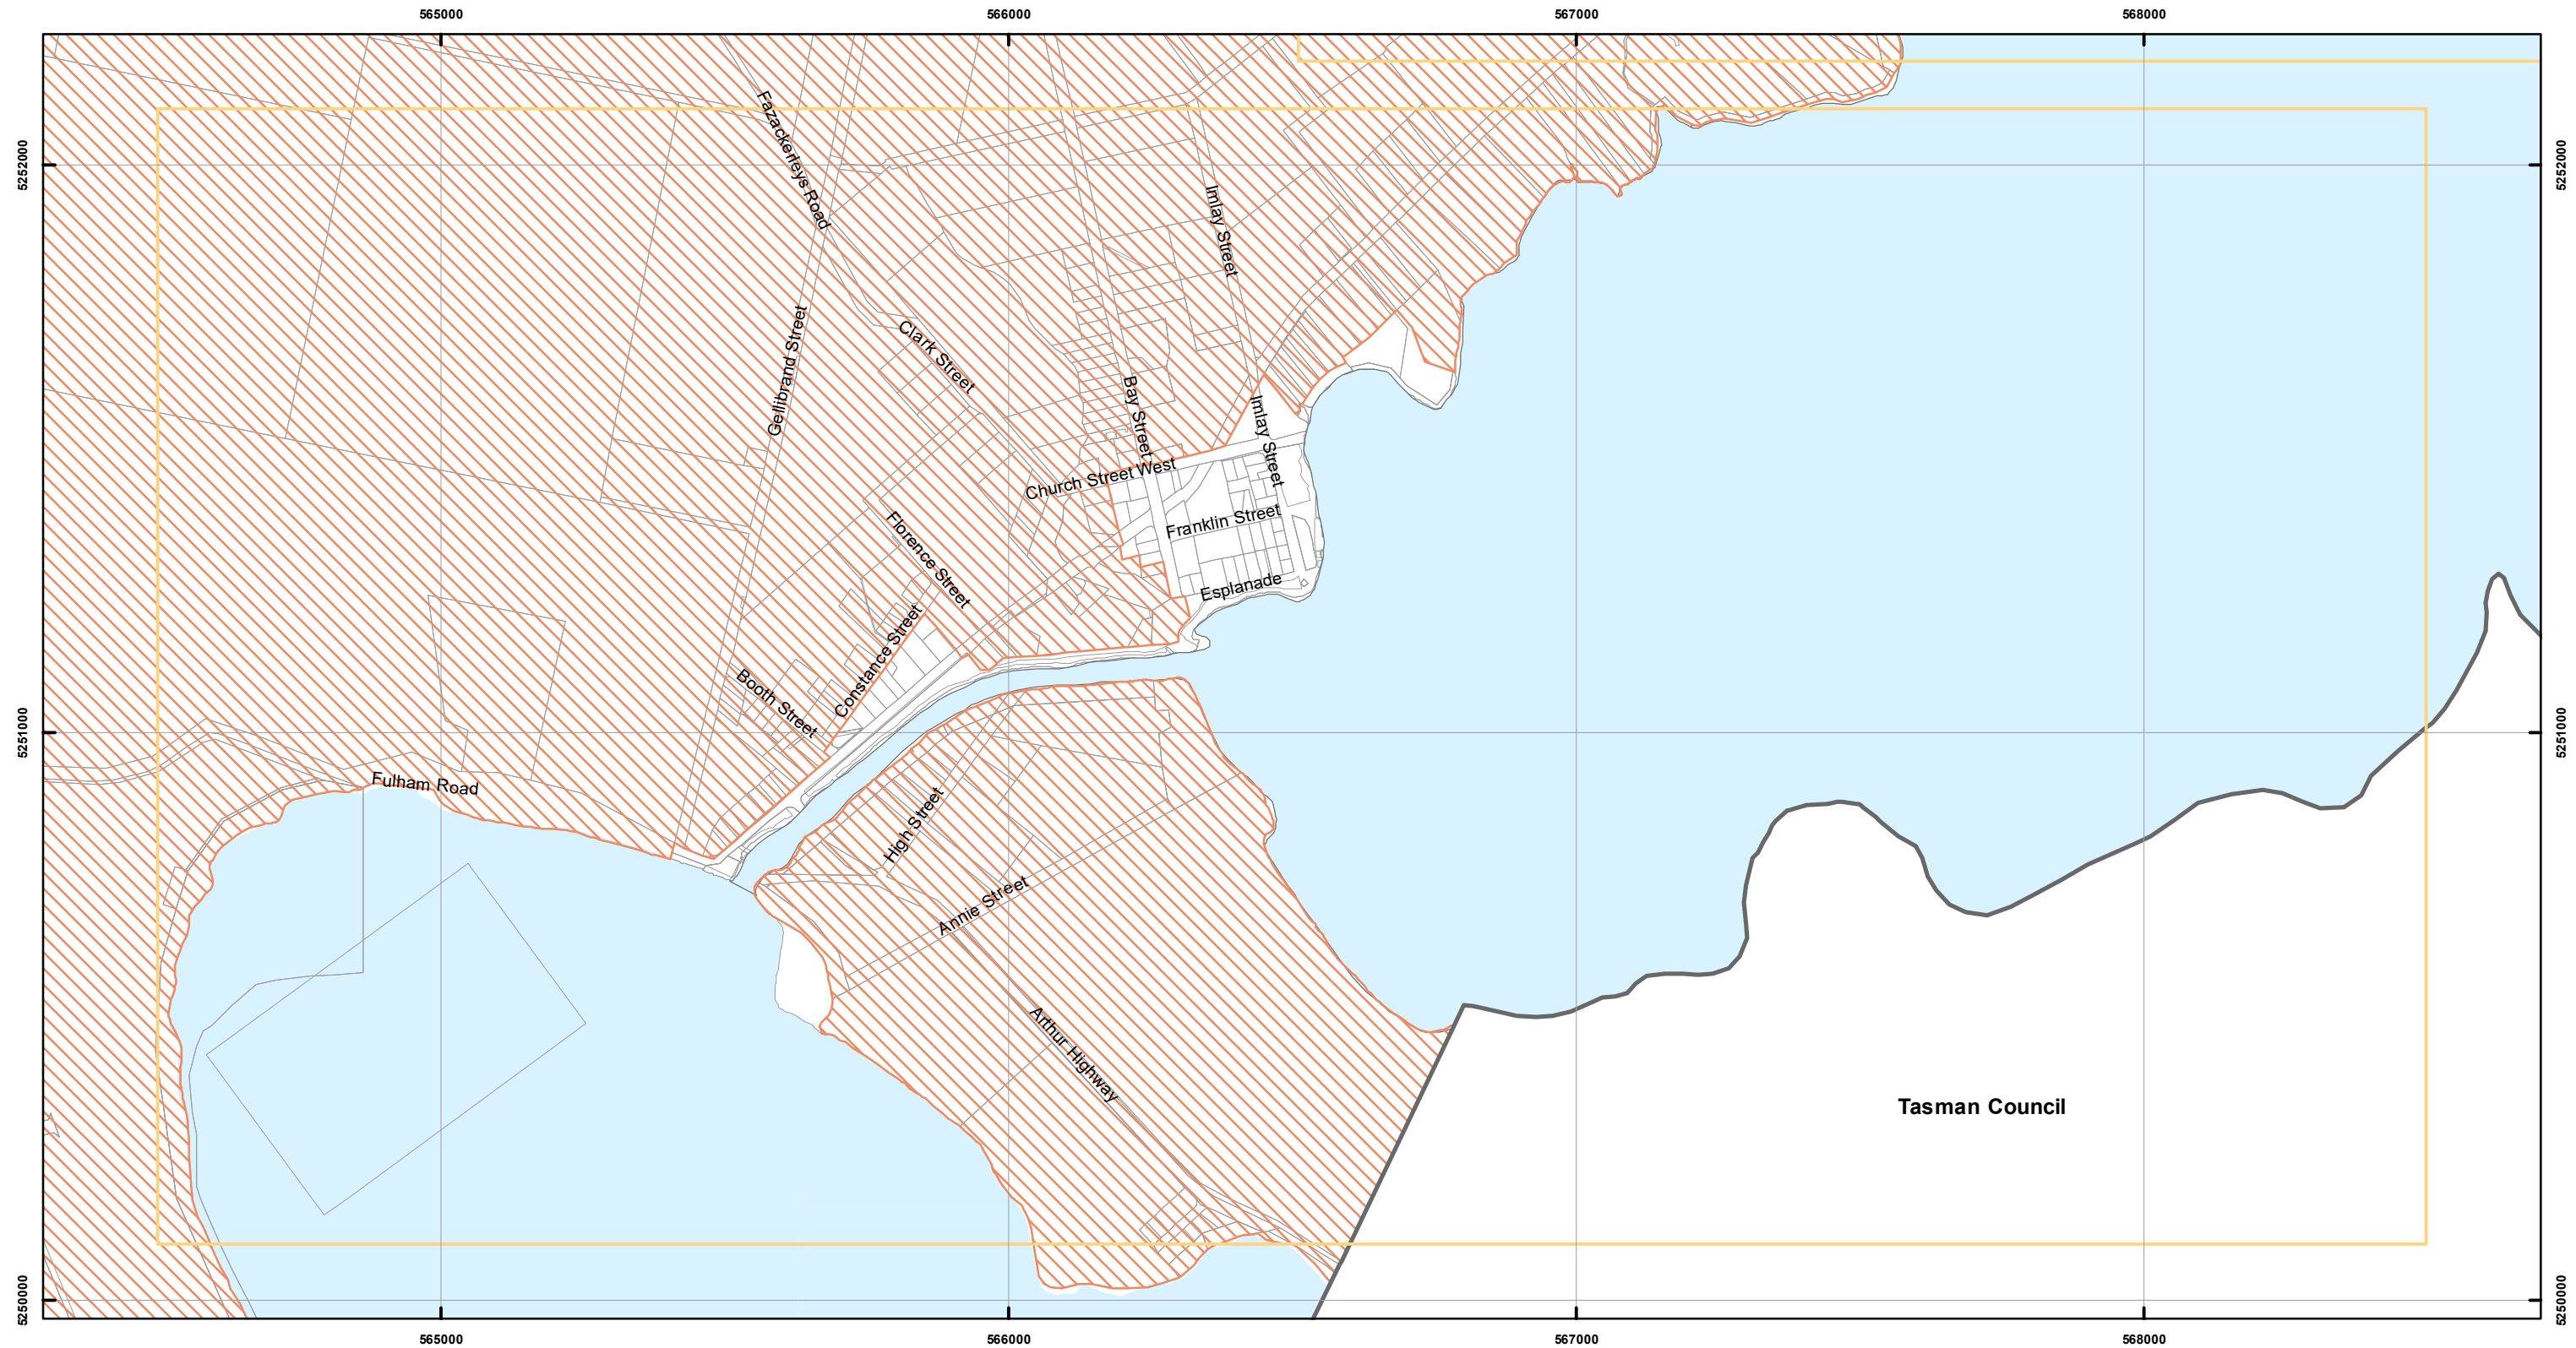 565000
566000
567000
568000
5252000
5252000
Fazackerleys Road
Imlay Street
Gellibrand Street
Clark Street
Bay Street
Imlay Street
Church Street West
Franklin Street
Florence Street
Esplanade
Constance Street
Booth Street
5251000
5251000
Fulham Road
High Street
Annie Street
Arthur Highway
Tasman Council
5250000
5250000
565000
566000
567000
568000